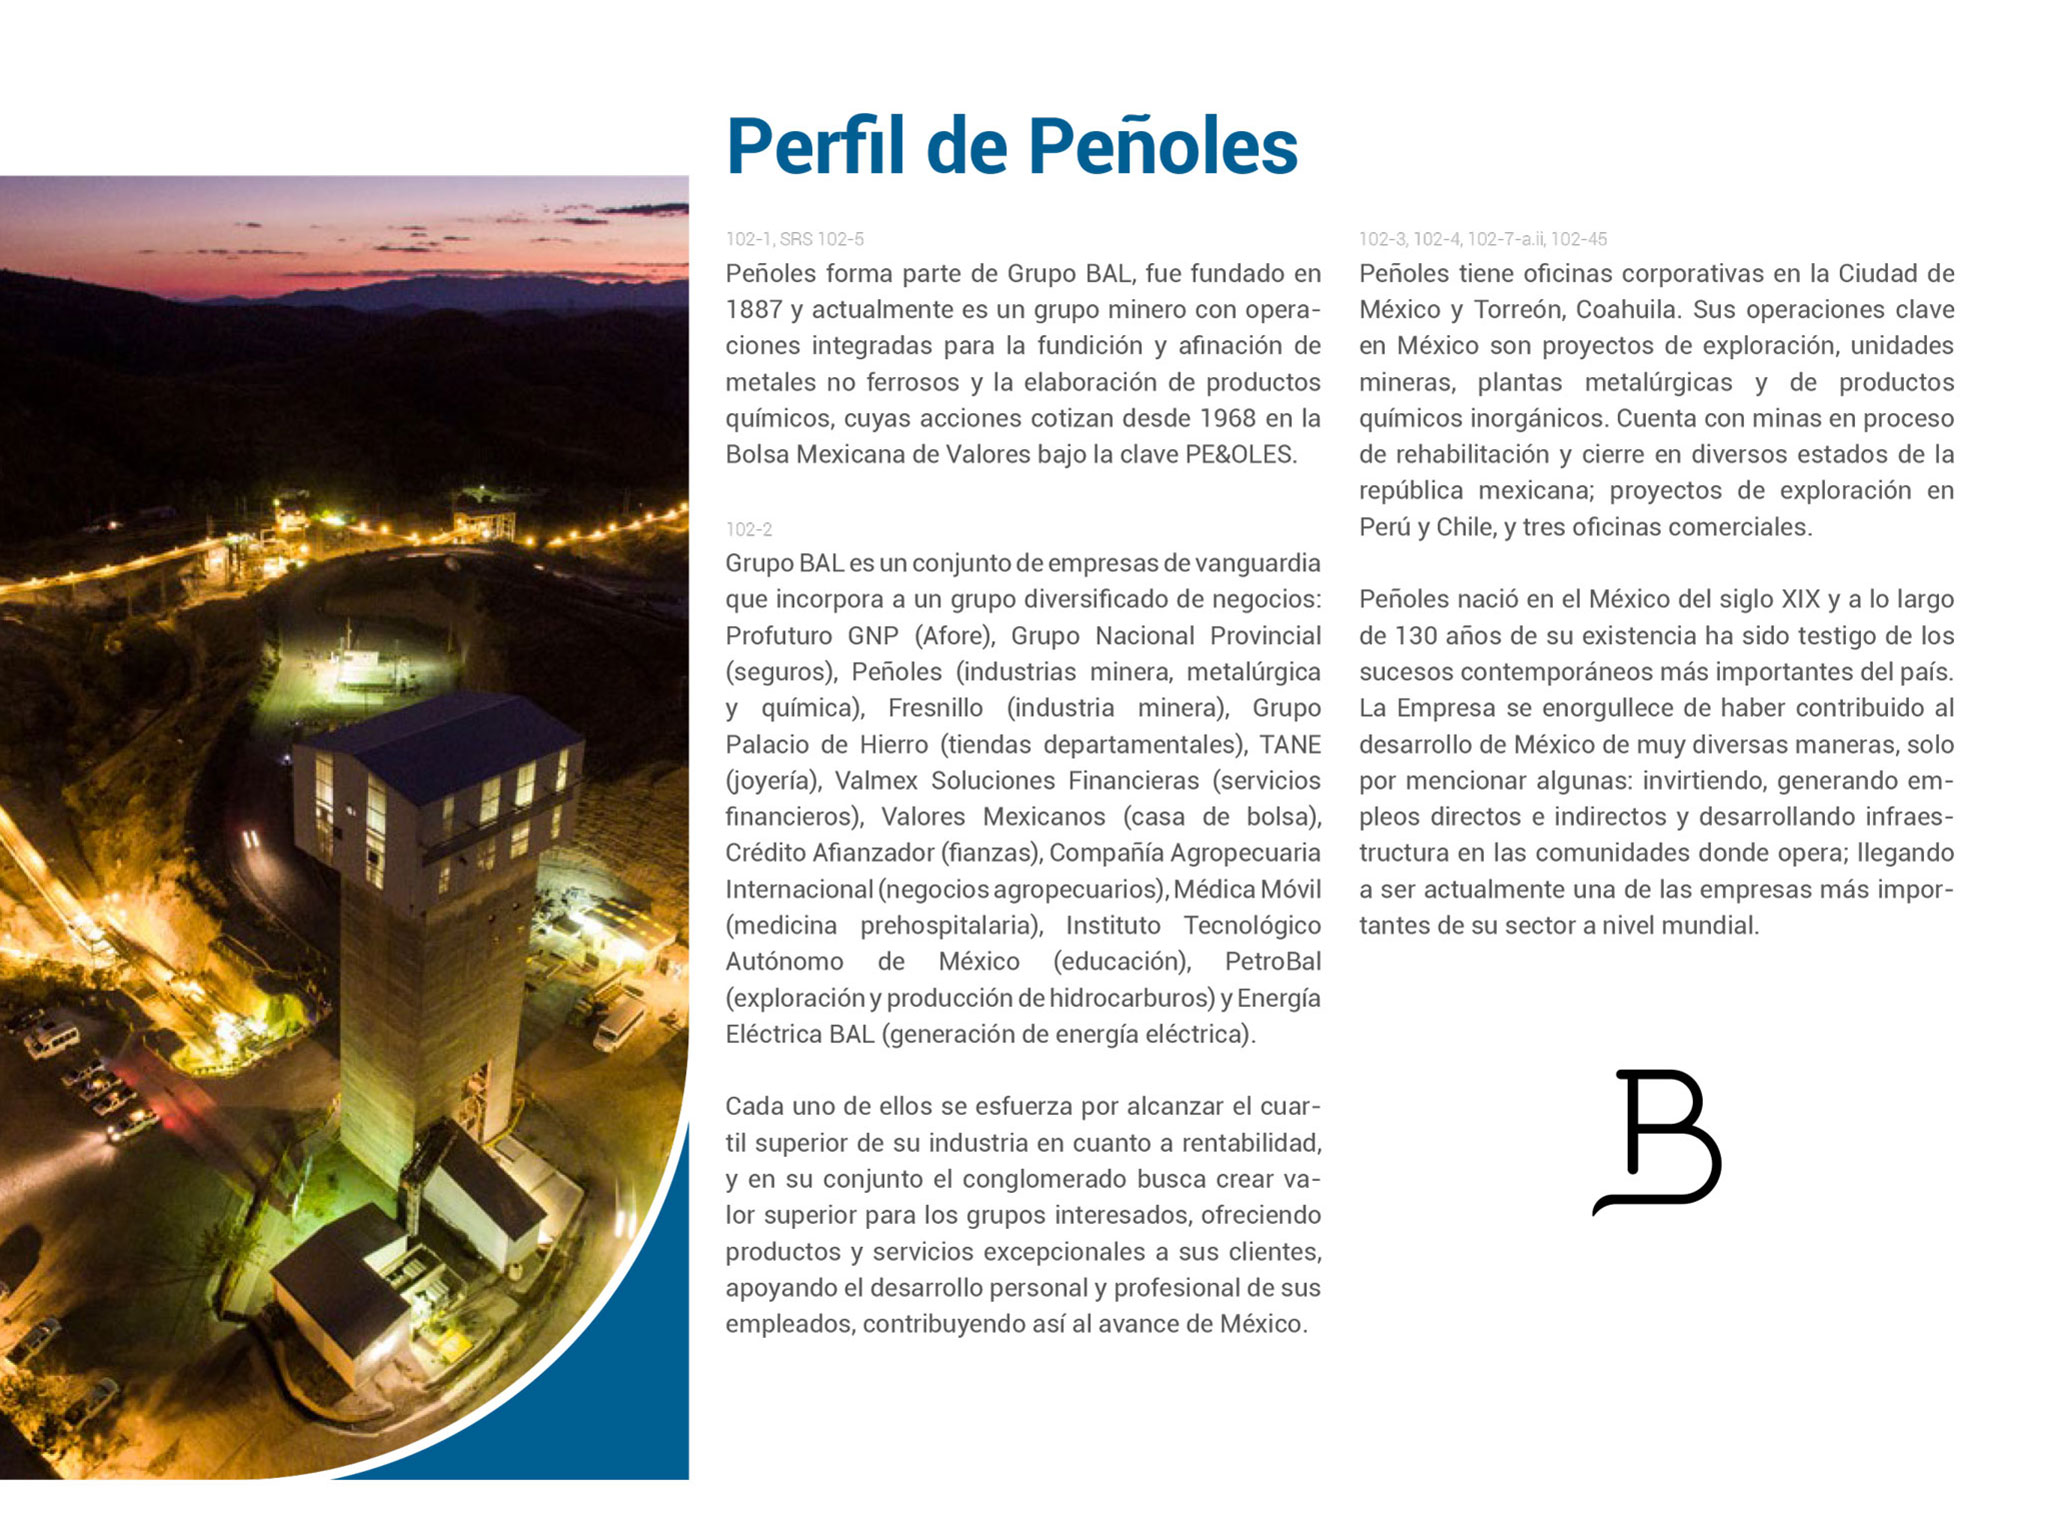 Perfil de Peñoles
102-1, SRS 102-5
Peñoles forma parte de Grupo BAL, fue fundado en
1887 y actualmente es un grupo minero con opera-
ciones integradas para la fundición y afinación de
metales no ferrosos y la elaboración de productos
químicos, cuyas acciones cotizan desde 1968 en la
Bolsa Mexicana de Valores bajo la clave PE&OLES.
102-2
Grupo BAL es un conjunto de empresas de vanguardia
que incorpora a un grupo diversificado de negocios:
Profuturo GNP (Afore), Grupo Nacional Provincial
(seguros), Peñoles (industrias minera, metalúrgica
y química), Fresnillo (industria minera), Grupo
Palacio de Hierro (tiendas departamentales), TANE
(joyería), Valmex Soluciones Financieras (servicios
financieros), Valores Mexicanos (casa de bolsa),
Crédito Afianzador (fianzas), Compañía Agropecuaria
Internacional (negocios agropecuarios), Médica Móvil
(medicina prehospitalaria), Instituto Tecnológico
Autónomo de México (educación), PetroBal
(exploración y producción de hidrocarburos) y Energía
Eléctrica BAL (generación de energía eléctrica).
Cada uno de ellos se esfuerza por alcanzar el cuar-
til superior de su industria en cuanto a rentabilidad,
y en su conjunto el conglomerado busca crear va-
lor superior para los grupos interesados, ofreciendo
productos y servicios excepcionales a sus clientes,
apoyando el desarrollo personal y profesional de sus
empleados, contribuyendo así al avance de México.
102-3, 102-4, 102-7-a.ii, 102-45
Peñoles tiene oficinas corporativas en la Ciudad de
México y Torreón, Coahuila. Sus operaciones clave
en México son proyectos de exploración, unidades
mineras, plantas metalúrgicas y de productos
químicos inorgánicos. Cuenta con minas en proceso
de rehabilitación y cierre en diversos estados de la
república mexicana; proyectos de exploración en
Perú y Chile, y tres oficinas comerciales.
Peñoles nació en el México del siglo XIX y a lo largo
de 130 años de su existencia ha sido testigo de los
sucesos contemporáneos más importantes del país.
La Empresa se enorgullece de haber contribuido al
desarrollo de México de muy diversas maneras, solo
por mencionar algunas: invirtiendo, generando em-
pleos directos e indirectos y desarrollando infraes-
tructura en las comunidades donde opera; llegando
a ser actualmente una de las empresas más impor-
tantes de su sector a nivel mundial.
B